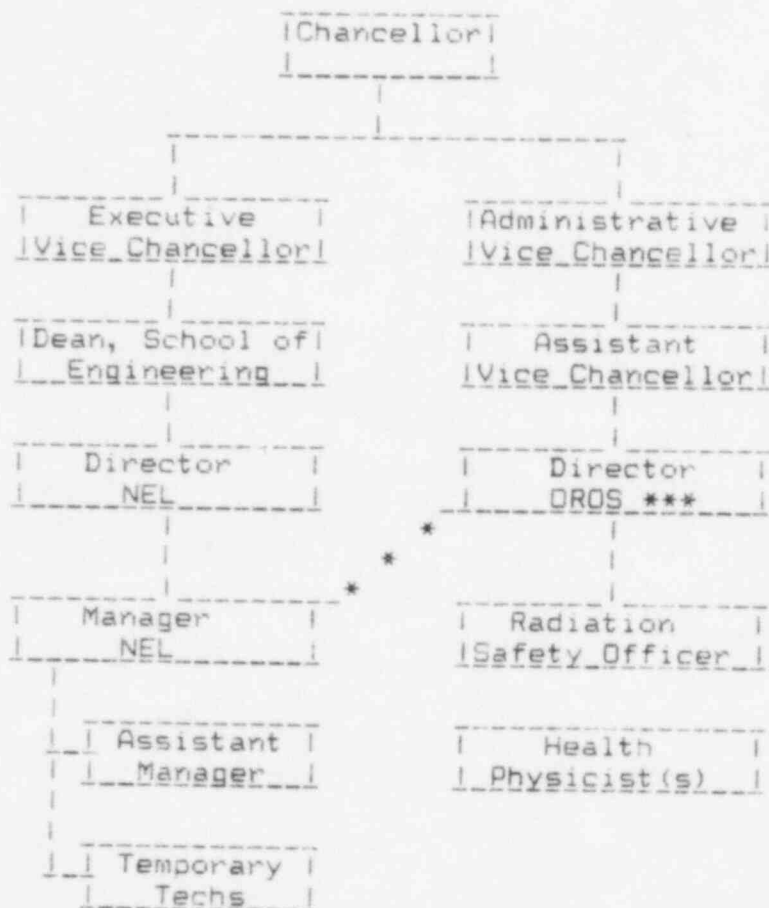 Chancellor
Executive
Vice Chancellor
Administrative
Vice Chancellor
Dean, School of
Engineering
Assistant
Vice Chancellor
Director
NEL
Director
OROS ***
*
*
*
Manager
NEL
Radiation
Safety Officer
Assistant
Manager
Health
Physicist(s)
Temporary
Techs